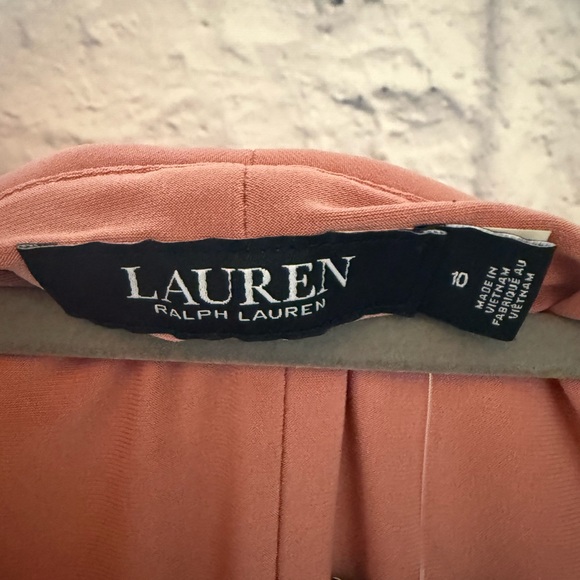 LAUREN
RALPH LAUREN
10
MADE IN
VIETNAM
FABRIQUÉ AU
VIETNAM